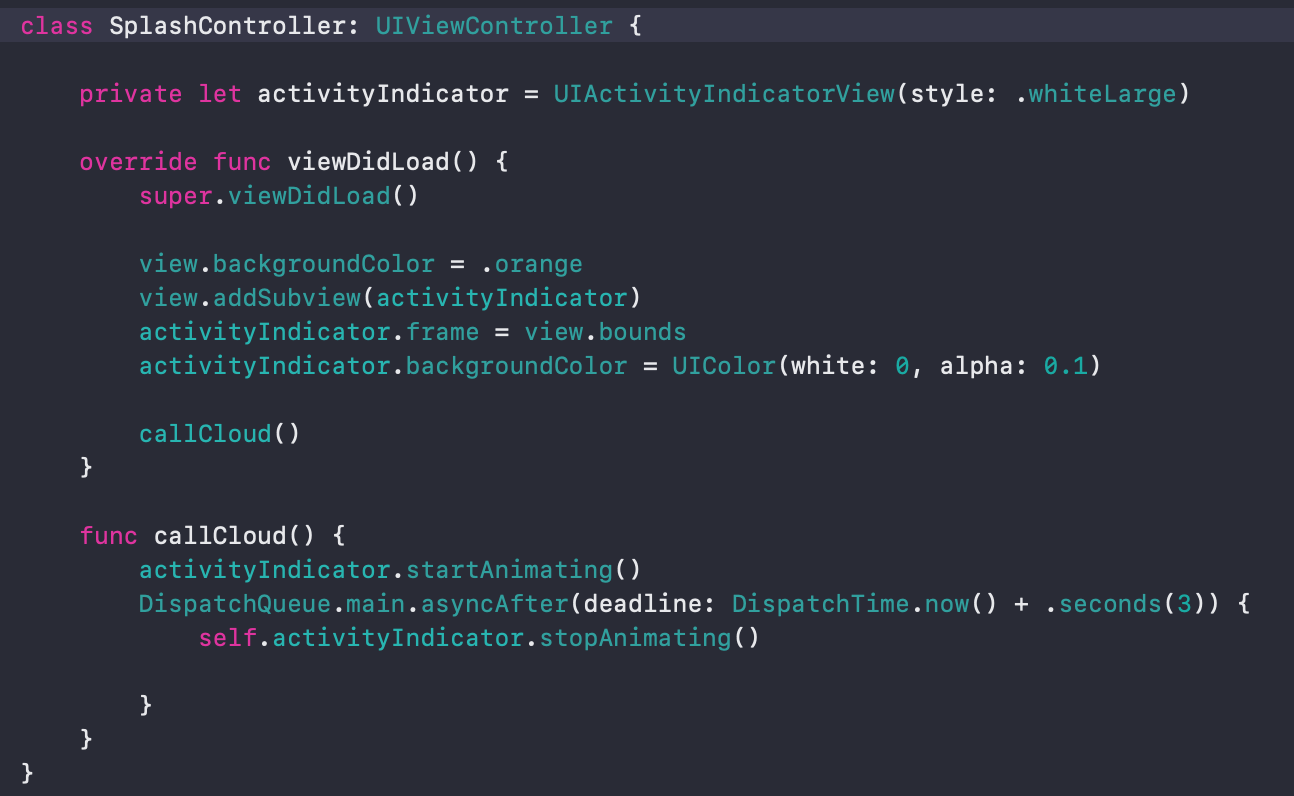 class SplashController: UIViewController {
private let activityIndicator = UIActivityIndicatorView(style: .whiteLarge)
override func viewDidLoad() {
super.viewDidLoad()
view.backgroundColor = .orange
view.addSubview(activityIndicator)
activityIndicator.frame = view.bounds
activityIndicator.backgroundColor = UIColor(white: 0, alpha: 0.1)
callCloud()
}
func callCloud() {
activityIndicator.startAnimating()
DispatchQueue.main.asyncAfter(deadline: DispatchTime.now() + .seconds(3)) {
self.activityIndicator.stopAnimating()
}
}
}